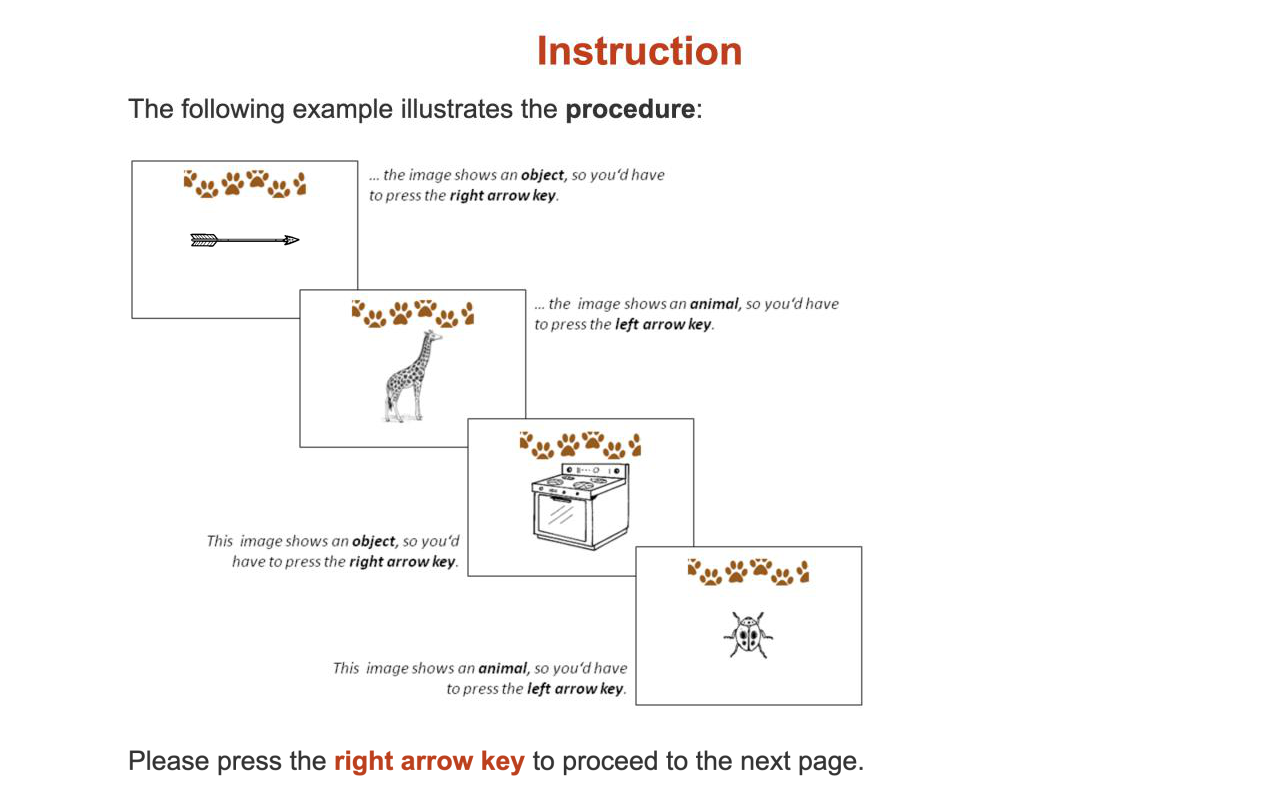 Instruction
The following example illustrates the procedure:
... the image shows an object, so you‘d have
to press the right arrow key.
... the  image shows an animal, so you‘d have
to press the left arrow key.
This  image shows an object, so you‘d
have to press the right arrow key.
This  image shows an animal, so you‘d have
to press the left arrow key.
Please press the right arrow key to proceed to the next page.